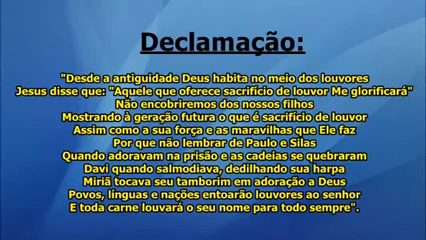 Declamação:
"Desde a antiguidade Deus habita no meio dos louvores
Jesus disse que: "Aquele que oferece sacrifício de louvor Me glorificará"
Não encobriremos dos nossos filhos
Mostrando à geração futura o que é sacrifício de louvor
Assim como a sua força e as maravilhas que Ele faz
Por que não lembrar de Paulo e Silas
Quando adoravam na prisão e as cadeias se quebraram
Davi quando salmodiava, dedilhando sua harpa
Miriã tocava seu tamborim em adoração a Deus
Povos, línguas e nações entoarão louvores ao senhor
E toda carne louvará o seu nome para todo sempre".